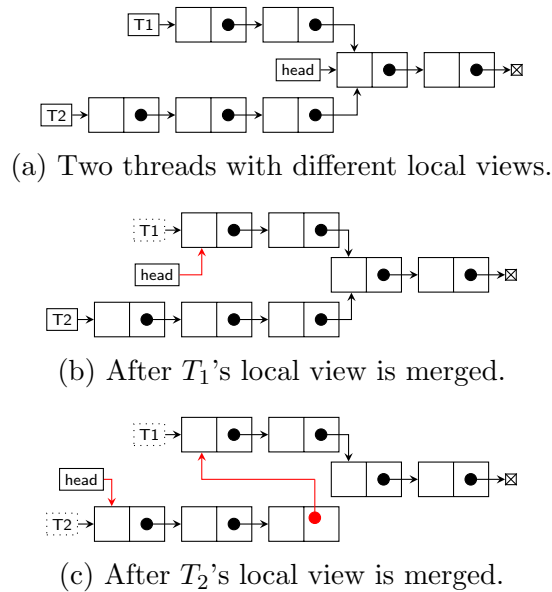 T1
head
T2
(a) Two threads with different local views.
T1
head
T2
(b) After T₁'s local view is merged.
T1
head
T2
(c) After T₂'s local view is merged.